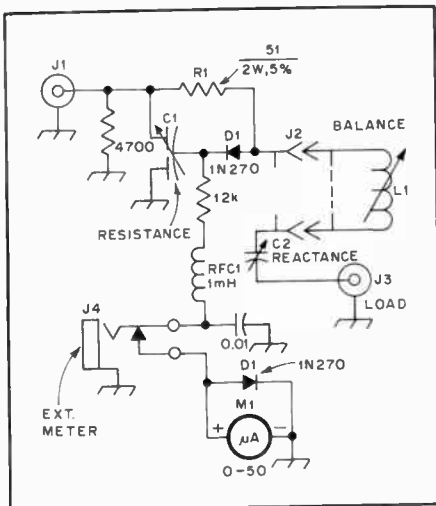 J1
51
2W,5%
R1
C1
4700
D1
1N270
J2
BALANCE
L1
RESISTANCE
12k
C2
REACTANCE
RFC1
1mH
J3
LOAD
J4
0.01
D1
1N270
EXT.
METER
M1
+
µA
−
0-50